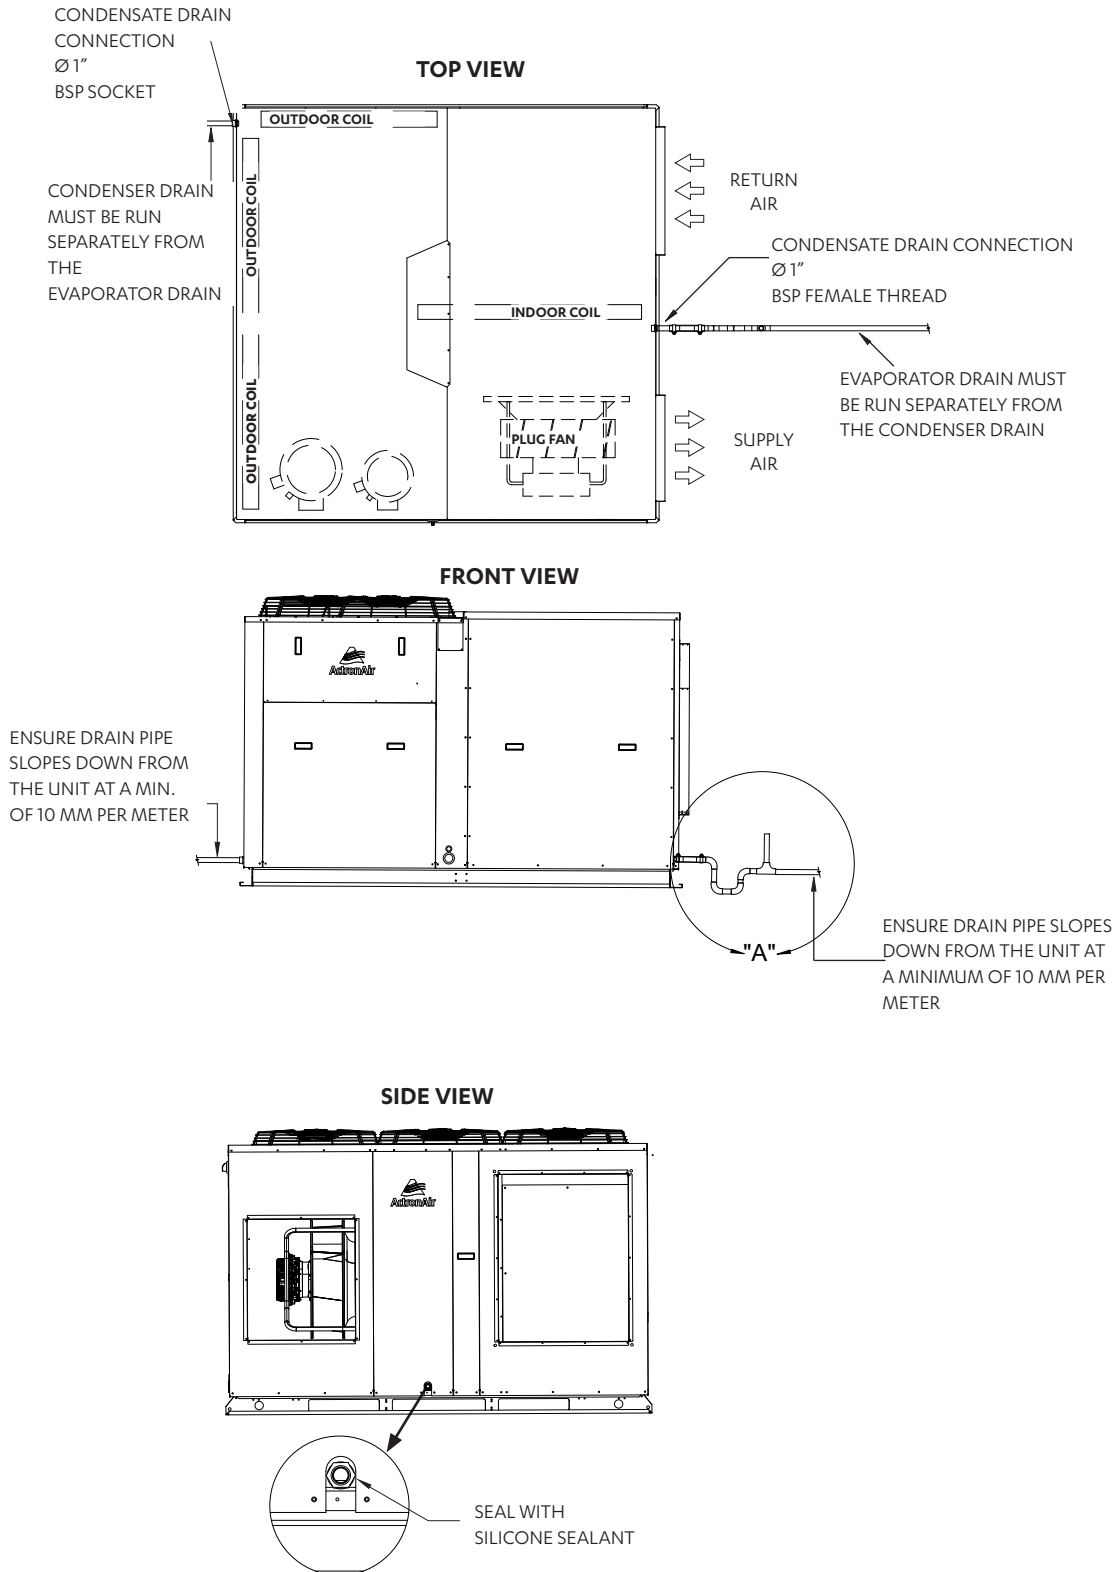 CONDENSATE DRAIN
CONNECTION
Ø 1"
BSP SOCKET
TOP VIEW
OUTDOOR COIL
OUTDOOR COIL
OUTDOOR COIL
CONDENSER DRAIN
MUST BE RUN
SEPARATELY FROM
THE
EVAPORATOR DRAIN
RETURN
AIR
CONDENSATE DRAIN CONNECTION
Ø 1"
BSP FEMALE THREAD
INDOOR COIL
EVAPORATOR DRAIN MUST
BE RUN SEPARATELY FROM
THE CONDENSER DRAIN
PLUG FAN
SUPPLY
AIR
FRONT VIEW
ActronAir
ENSURE DRAIN PIPE
SLOPES DOWN FROM
THE UNIT AT A MIN.
OF 10 MM PER METER
"A"
ENSURE DRAIN PIPE SLOPES
DOWN FROM THE UNIT AT
A MINIMUM OF 10 MM PER
METER
SIDE VIEW
ActronAir
SEAL WITH
SILICONE SEALANT